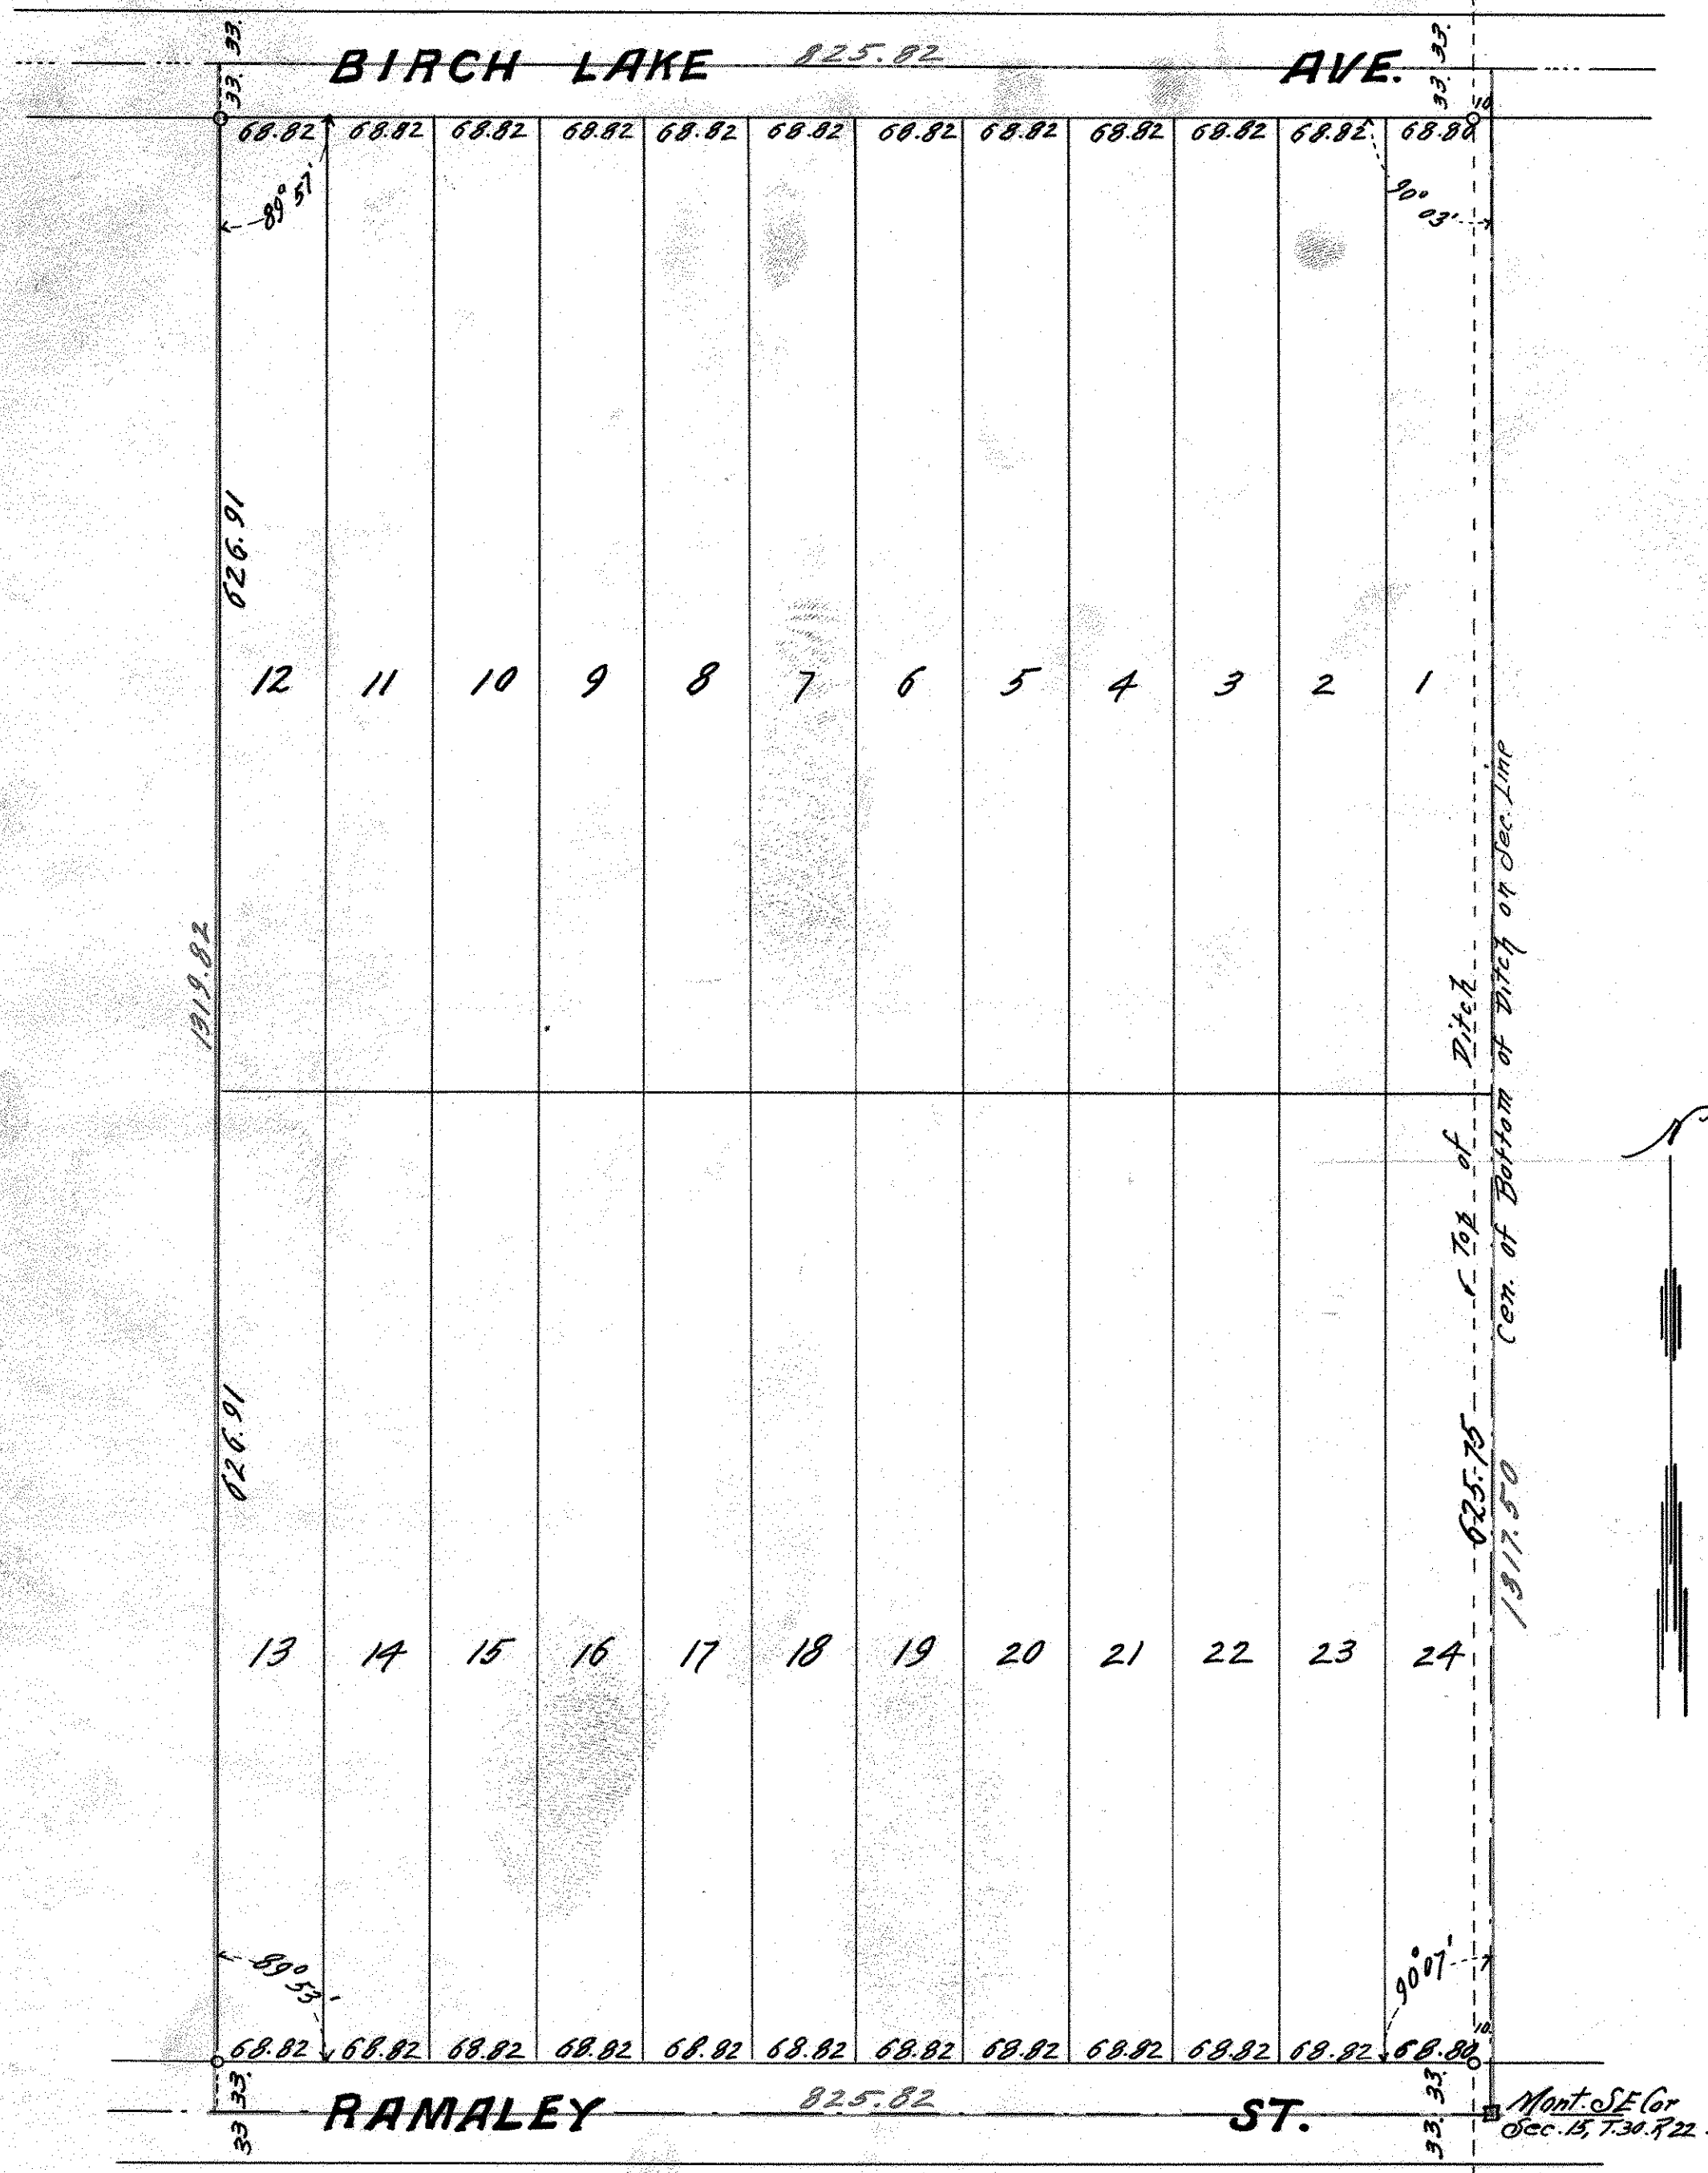 33. 33.
BIRCH LAKE 825.82 AVE.
33. 33.
10
68.82 68.82 68.82 68.82 68.82 68.82 68.82 68.82 68.82 68.82 68.82 68.80
89° 57'
90° 03'
626.91
12 11 10 9 8 7 6 5 4 3 2 1
1319.82
Top of Ditch
Cen. of Bottom of Ditch on Sec. Line
N
626.91
625.75
1317.50
13 14 15 16 17 18 19 20 21 22 23 24
89° 53'
90° 07'
10.
68.82 68.82 68.82 68.82 68.82 68.82 68.82 68.82 68.82 68.82 68.82 68.80
33 33.
RAMALEY 825.82 ST.
33. 33.
Mont. SE Cor
Sec. 15, T.30. R 22.